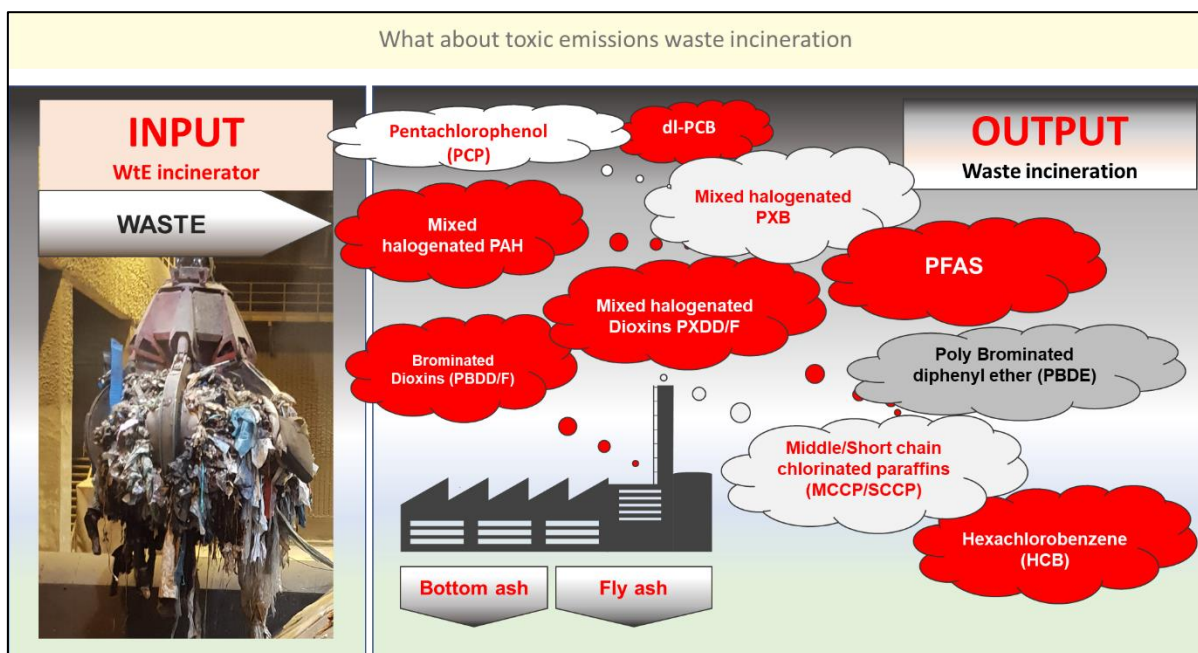 What about toxic emissions waste incineration
INPUT
WtE incinerator
WASTE
Pentachlorophenol
(PCP)
dl-PCB
OUTPUT
Waste incineration
Mixed halogenated
PXB
Mixed
halogenated PAH
PFAS
Mixed halogenated
Dioxins PXDD/F
Brominated
Dioxins (PBDD/F)
Poly Brominated
diphenyl ether (PBDE)
Middle/Short chain
chlorinated paraffins
(MCCP/SCCP)
Hexachlorobenzene
(HCB)
Bottom ash
Fly ash